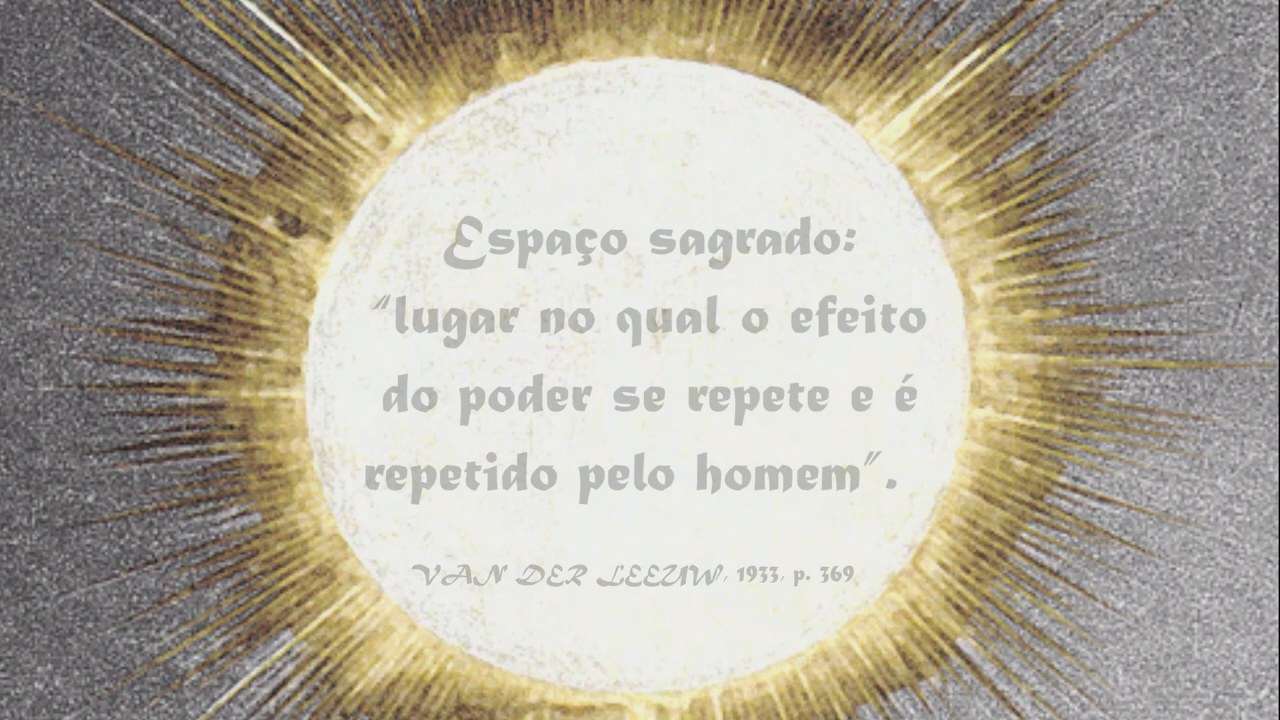 Espaço sagrado:
“lugar no qual o efeito
do poder se repete e é
repetido pelo homem”.
VAN DER LEEUW, 1933, p. 369